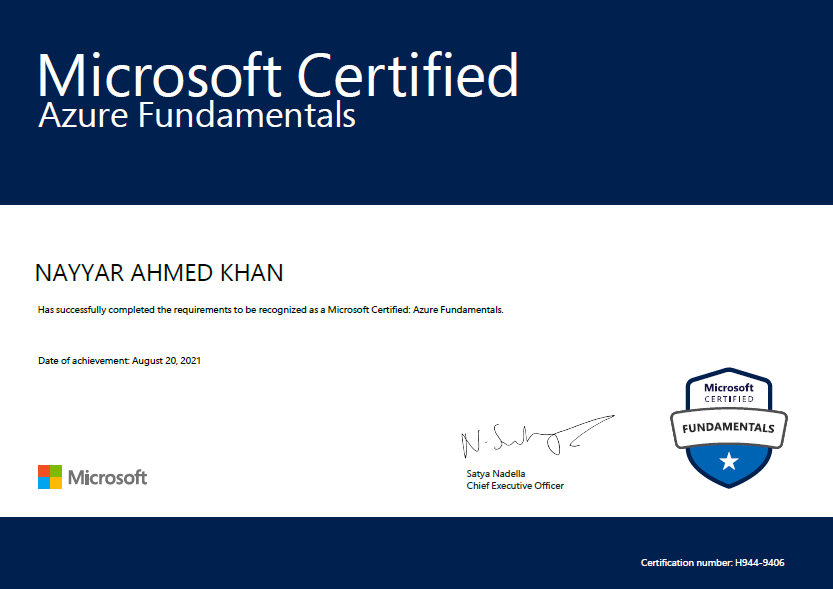 Microsoft Certified
Azure Fundamentals
NAYYAR AHMED KHAN
Has successfully completed the requirements to be recognized as a Microsoft Certified: Azure Fundamentals.
Date of achievement: August 20, 2021
Microsoft
CERTIFIED
FUNDAMENTALS
N. Satya
Microsoft
Satya Nadella
Chief Executive Officer
Certification number: H944-9406